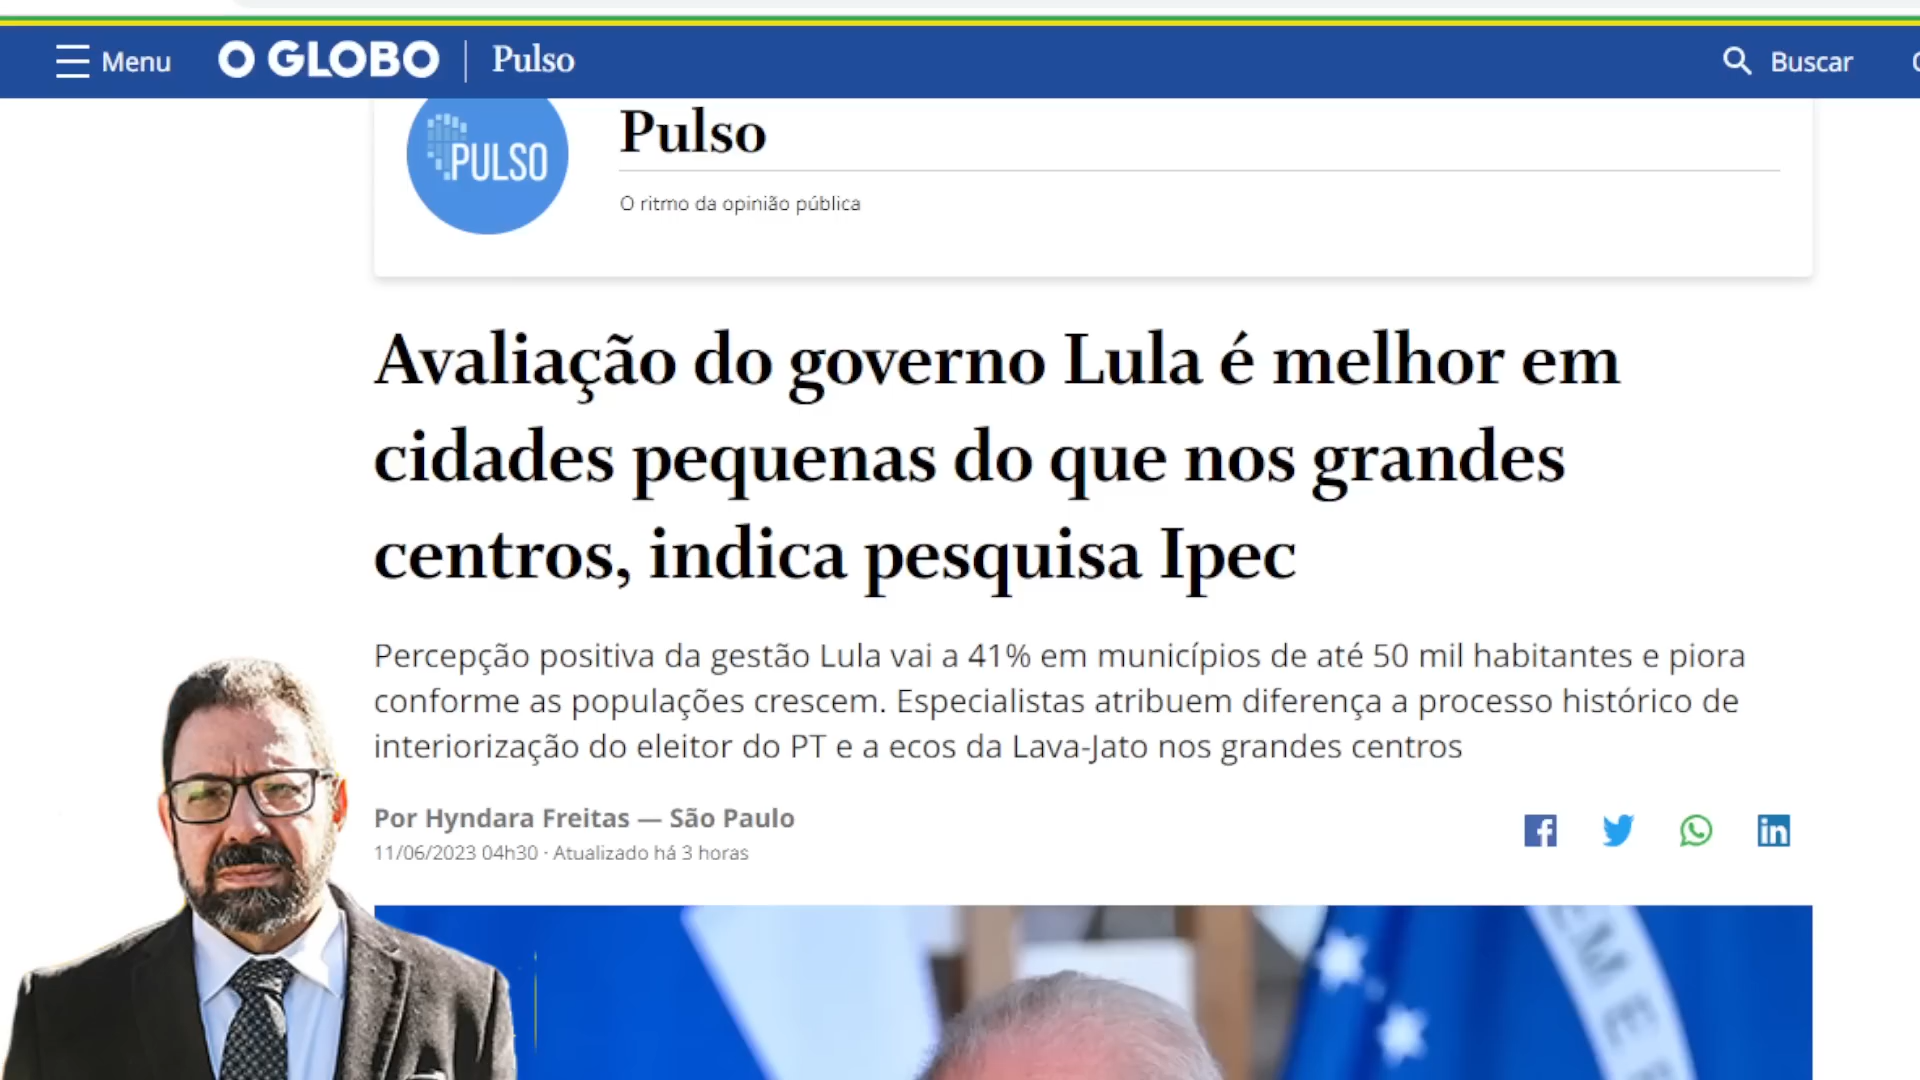 Menu
O GLOBO
Pulso
Buscar
PULSO
Pulso
O ritmo da opinião pública
Avaliação do governo Lula é melhor em
cidades pequenas do que nos grandes
centros, indica pesquisa Ipec
Percepção positiva da gestão Lula vai a 41% em municípios de até 50 mil habitantes e piora
conforme as populações crescem. Especialistas atribuem diferença a processo histórico de
interiorização do eleitor do PT e a ecos da Lava-Jato nos grandes centros
Por Hyndara Freitas — São Paulo
11/06/2023 04h30 · Atualizado há 3 horas
f
in
EM E